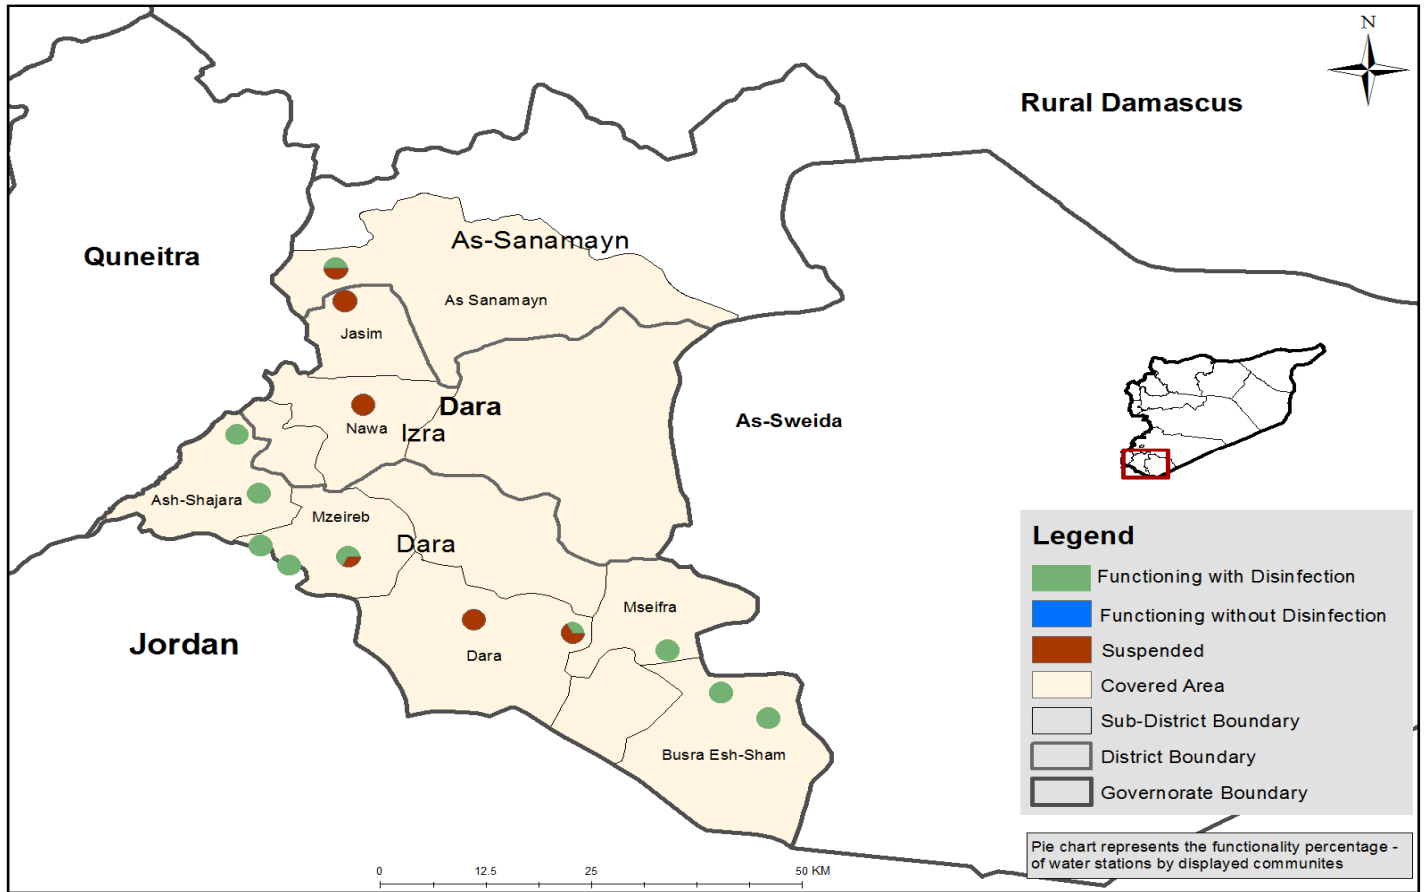 N
Rural Damascus
Quneitra
As-Sanamayn
As Sanamayn
Jasim
Dara
As-Sweida
Nawa
Izra
Ash-Shajara
Mzeireb
Dara
Mseifra
Jordan
Dara
Busra Esh-Sham
Legend
Functioning with Disinfection
Functioning without Disinfection
Suspended
Covered Area
Sub-District Boundary
District Boundary
Governorate Boundary
Pie chart represents the functionality percentage -
of water stations by displayed communites
0 12.5 25 50 KM